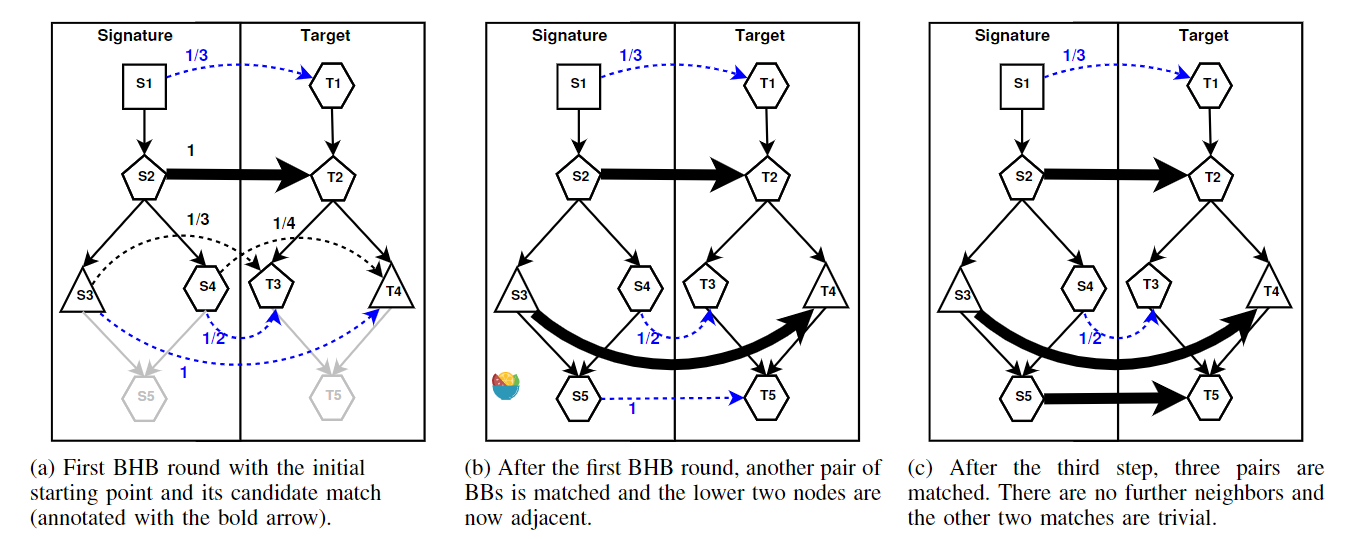 Signature Target
1/3
S1 T1
1
S2 T2
1/3 1/4
S3 S4 T3 T4
1/2
1
S5 T5
(a) First BHB round with the initial
starting point and its candidate match
(annotated with the bold arrow).
Signature Target
1/3
S1 T1
S2 T2
S3 S4 T3 T4
1/2
S5 T5
1
(b) After the first BHB round, another pair of
BBs is matched and the lower two nodes are
now adjacent.
Signature Target
1/3
S1 T1
S2 T2
S3 S4 T3 T4
1/2
S5 T5
(c) After the third step, three pairs are
matched. There are no further neighbors and
the other two matches are trivial.